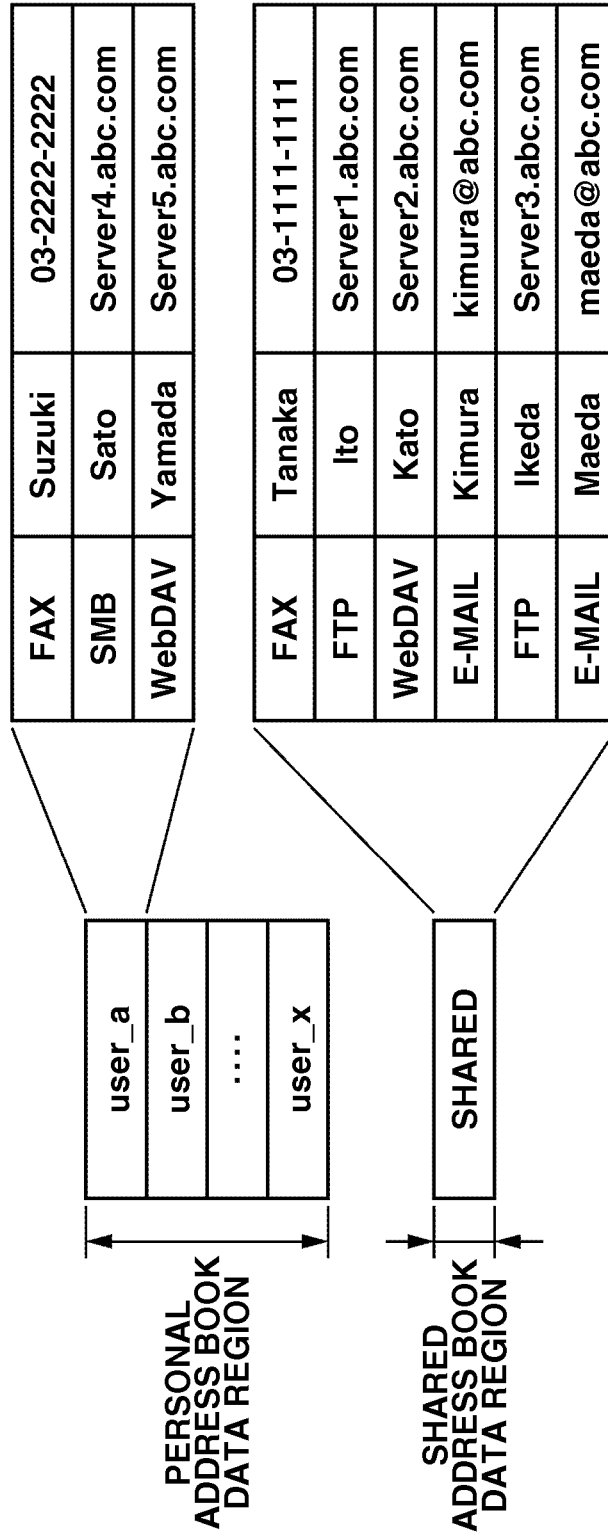 PERSONAL
ADDRESS BOOK
DATA REGION
user_a
user_b
....
user_x
FAX Suzuki 03-2222-2222
SMB Sato Server4.abc.com
WebDAV Yamada Server5.abc.com
SHARED
ADDRESS BOOK
DATA REGION
SHARED
FAX Tanaka 03-1111-1111
FTP Ito Server1.abc.com
WebDAV Kato Server2.abc.com
E-MAIL Kimura kimura@abc.com
FTP Ikeda Server3.abc.com
E-MAIL Maeda maeda@abc.com